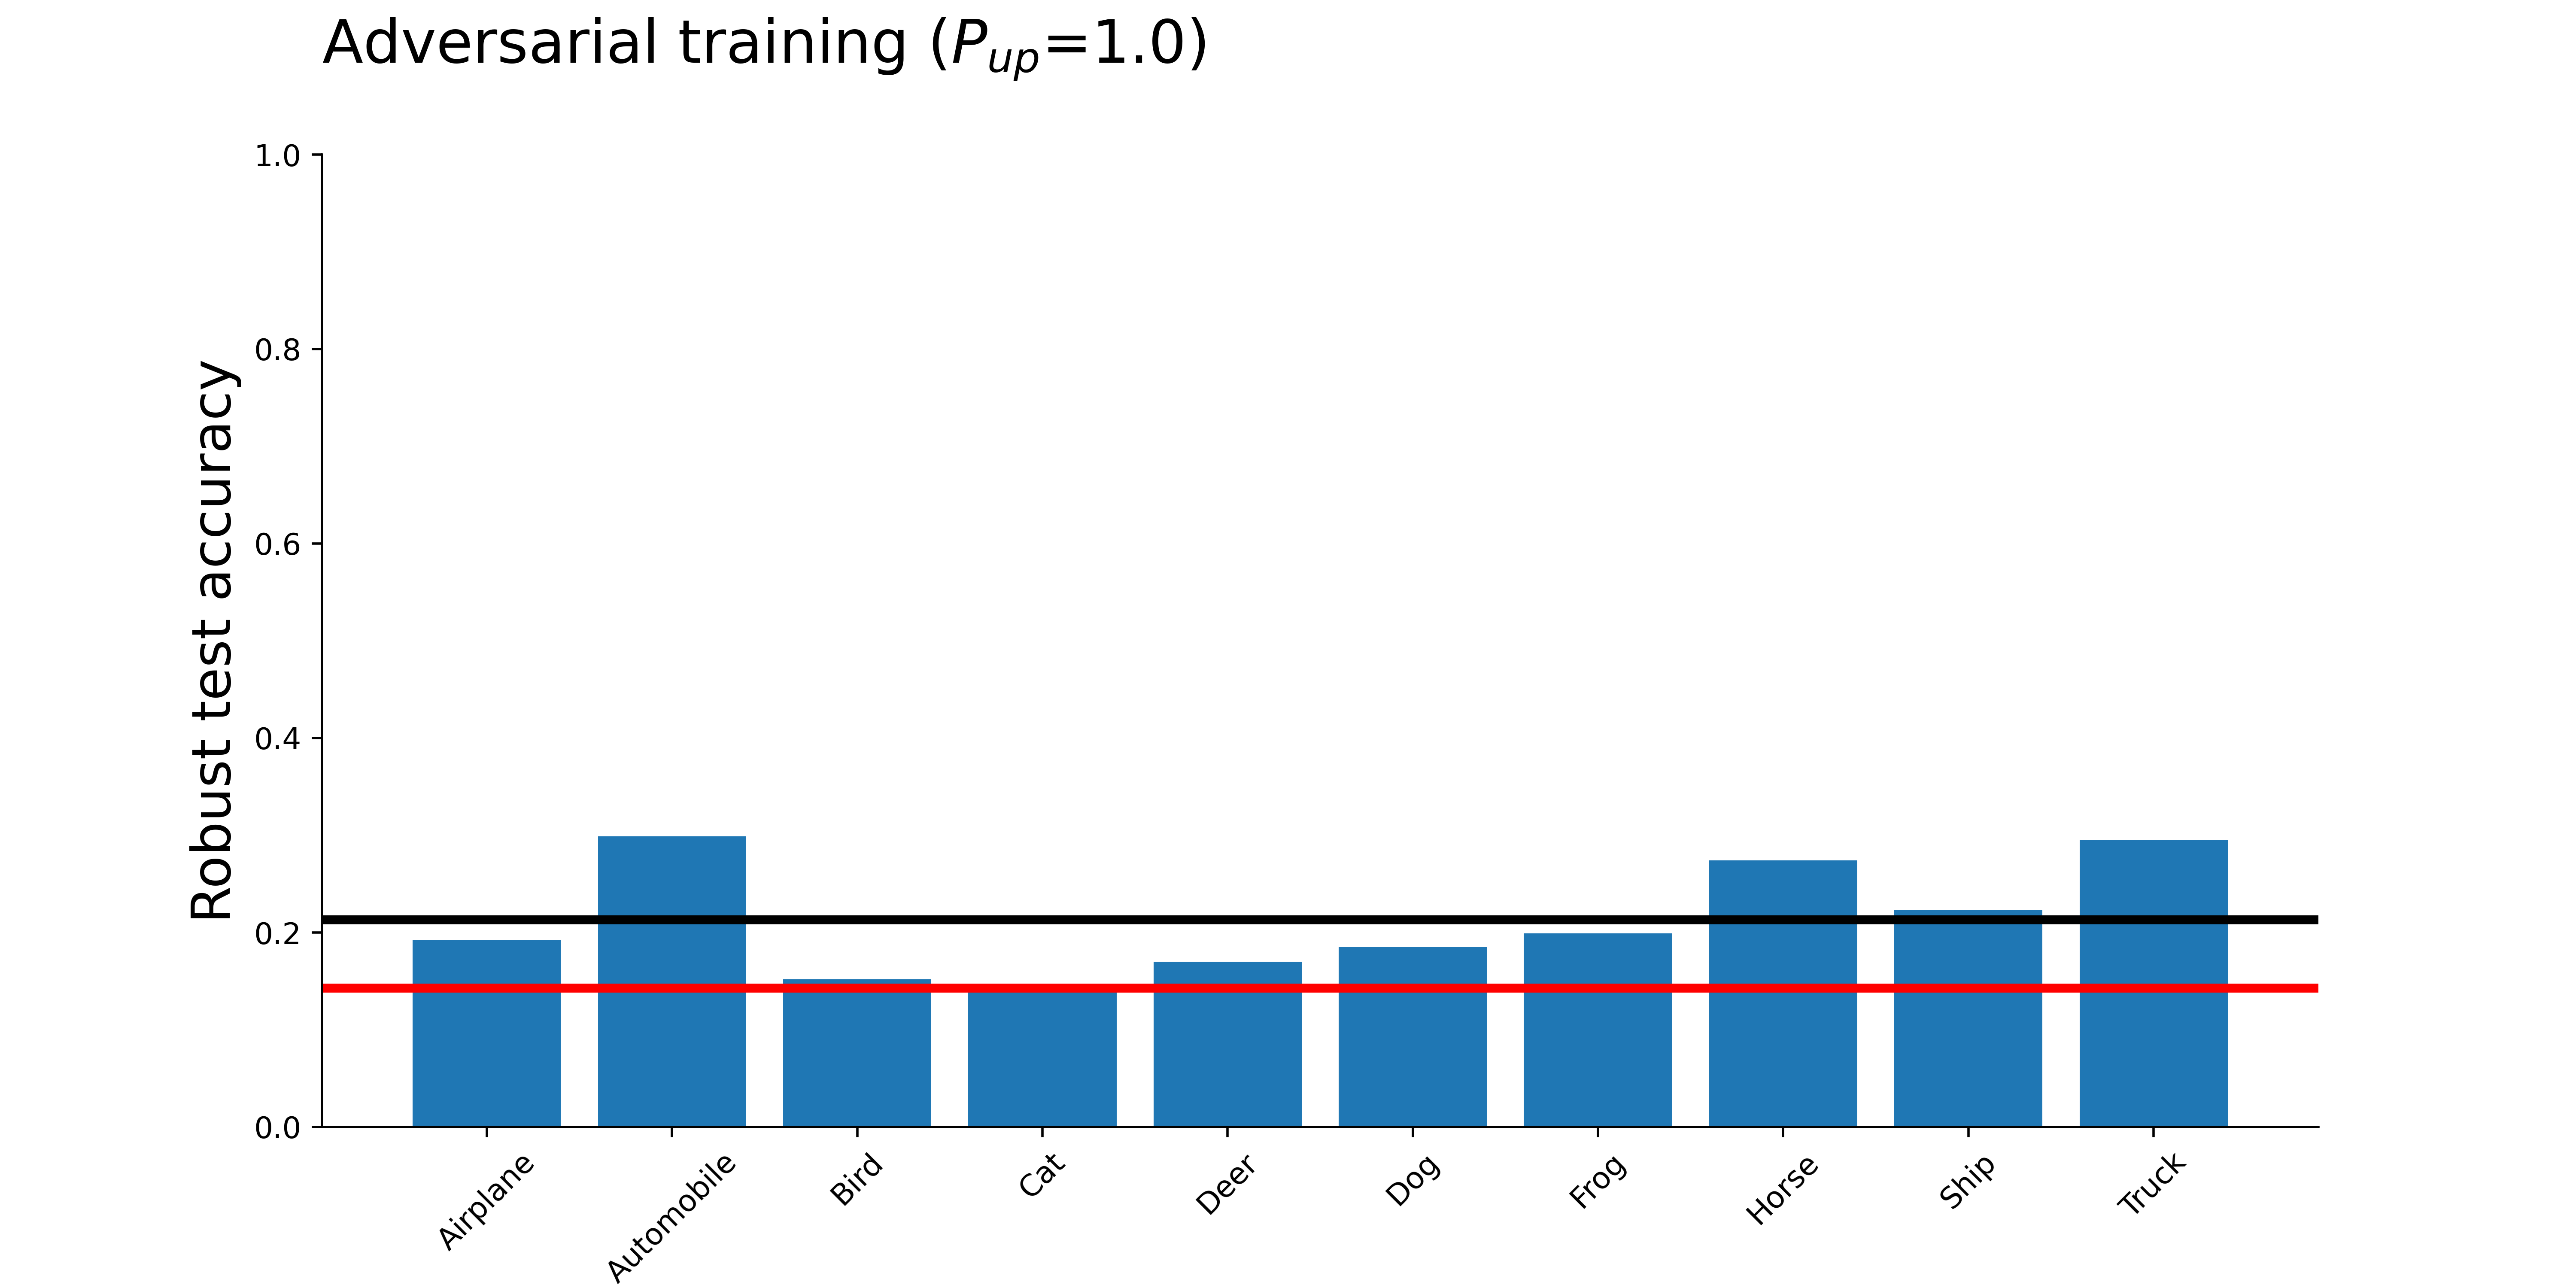 Adversarial training (P_up=1.0)
Robust test accuracy
1.0
0.8
0.6
0.4
0.2
0.0
Airplane
Automobile
Bird
Cat
Deer
Dog
Frog
Horse
Ship
Truck